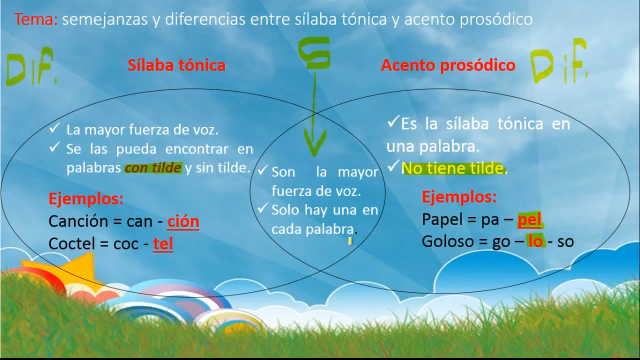 Tema: semejanzas y diferencias entre sílaba tónica y acento prosódico
Dif.
Sílaba tónica
S
Acento prosódico
Dif.
✓ La mayor fuerza de voz.
✓ Se las pueda encontrar en
palabras con tilde y sin tilde.
Ejemplos:
Canción = can - ción
Coctel = coc - tel
✓ Son la mayor
fuerza de voz.
✓ Solo hay una en
cada palabra.
✓Es la sílaba tónica en
una palabra.
✓No tiene tilde.
Ejemplos:
Papel = pa – pel
Goloso = go – lo - so